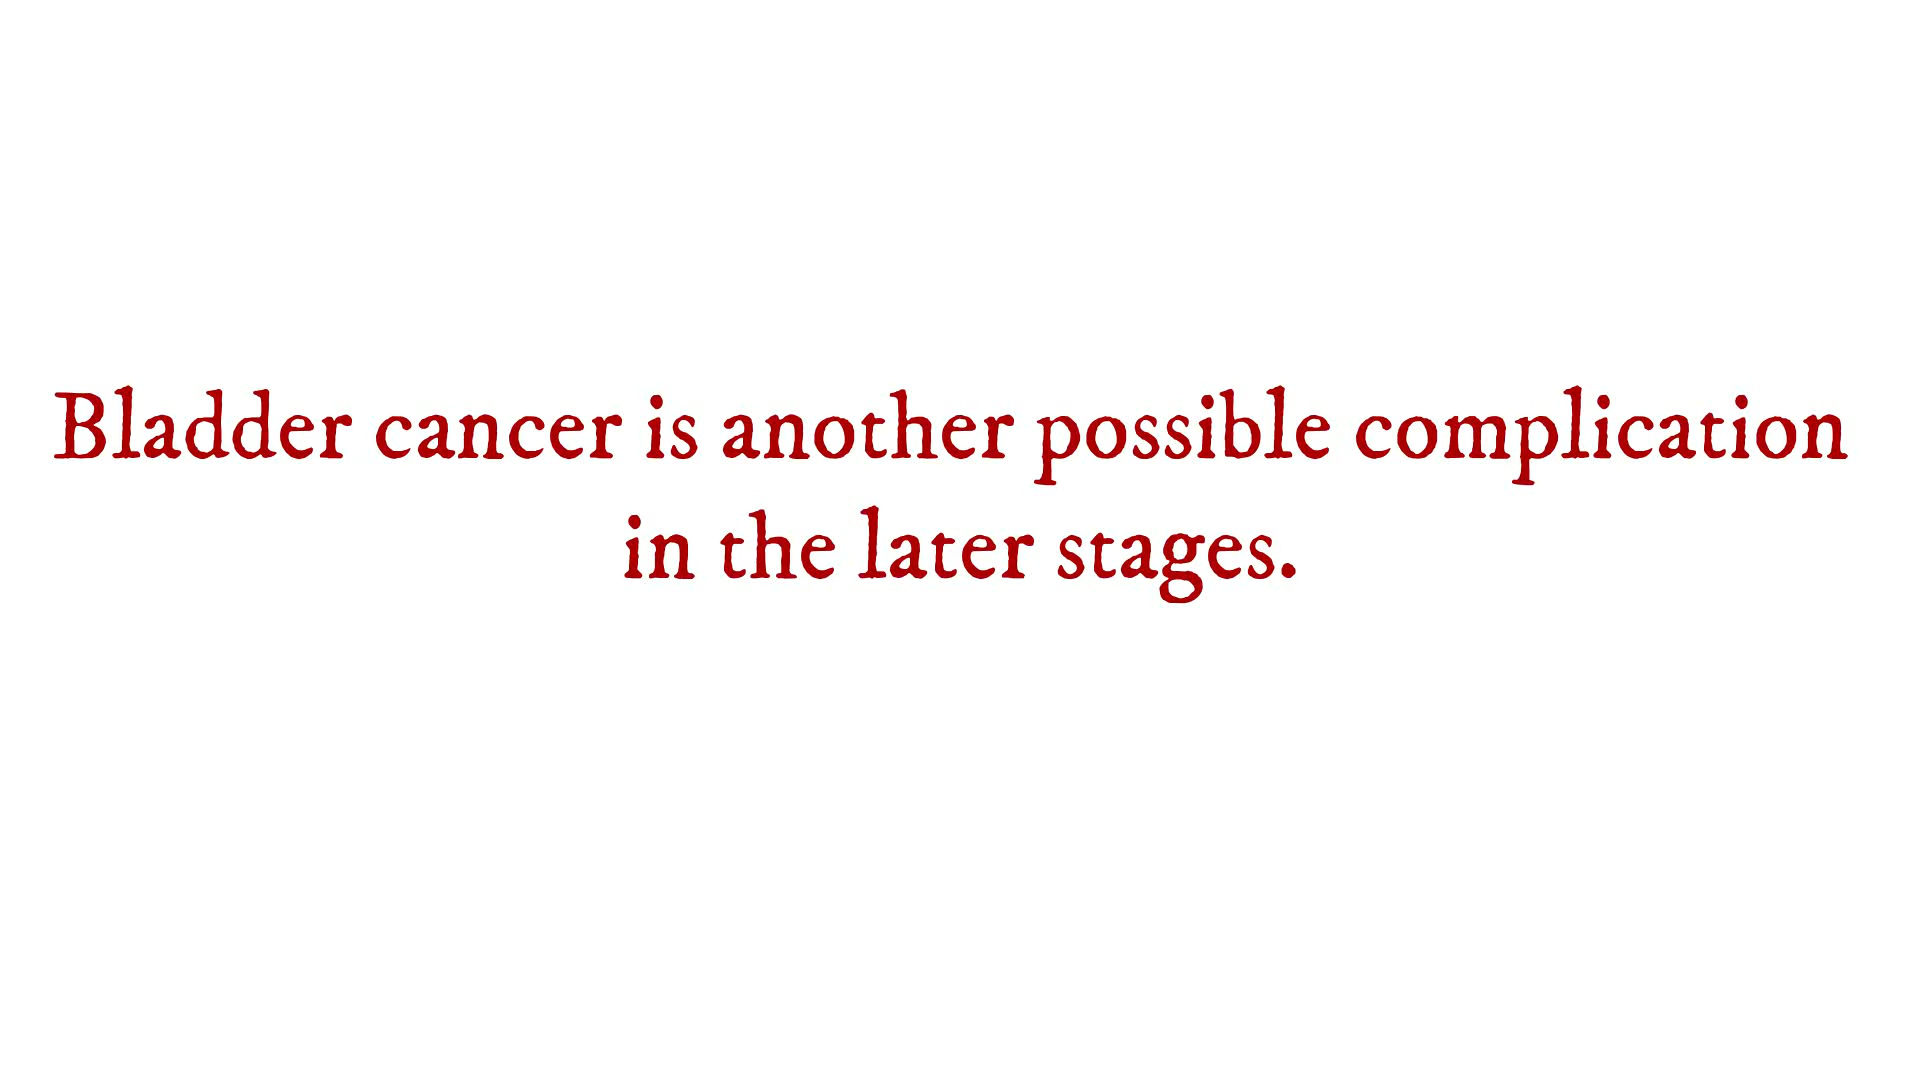 Bladder cancer is another possible complication
in the later stages.